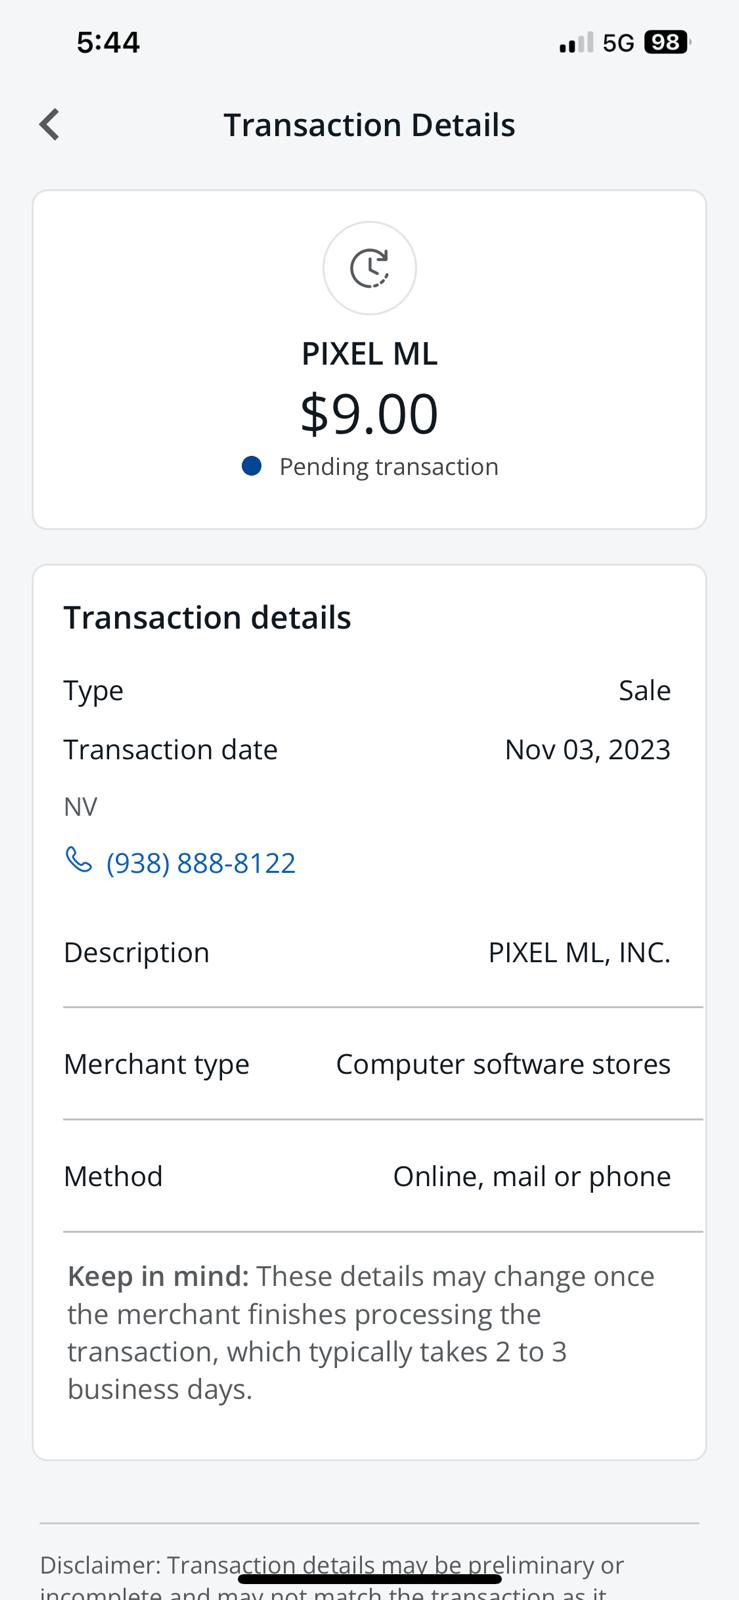 5:44
5G 98
Transaction Details
PIXEL ML
$9.00
Pending transaction
Transaction details
Type Sale
Transaction date Nov 03, 2023
NV
(938) 888-8122
Description PIXEL ML, INC.
Merchant type Computer software stores
Method Online, mail or phone
Keep in mind: These details may change once
the merchant finishes processing the
transaction, which typically takes 2 to 3
business days.
Disclaimer: Transaction details may be preliminary or
incomplete and may not match the transaction as it